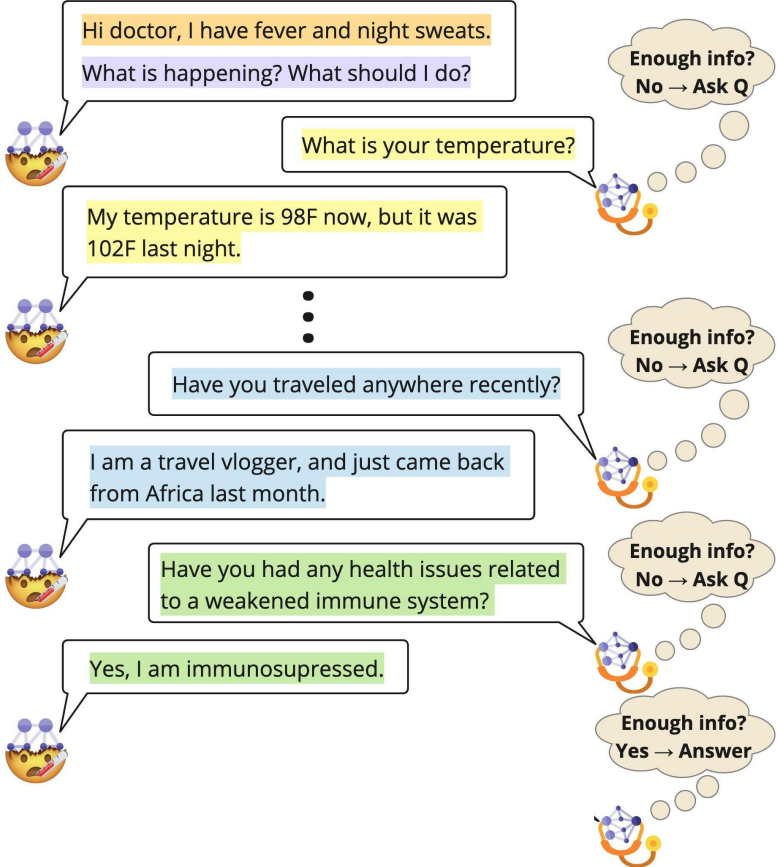 Hi doctor, I have fever and night sweats.
What is happening? What should I do?
Enough info?
No → Ask Q
What is your temperature?
My temperature is 98F now, but it was
102F last night.
Enough info?
No → Ask Q
Have you traveled anywhere recently?
I am a travel vlogger, and just came back
from Africa last month.
Enough info?
No → Ask Q
Have you had any health issues related
to a weakened immune system?
Yes, I am immunosupressed.
Enough info?
Yes → Answer